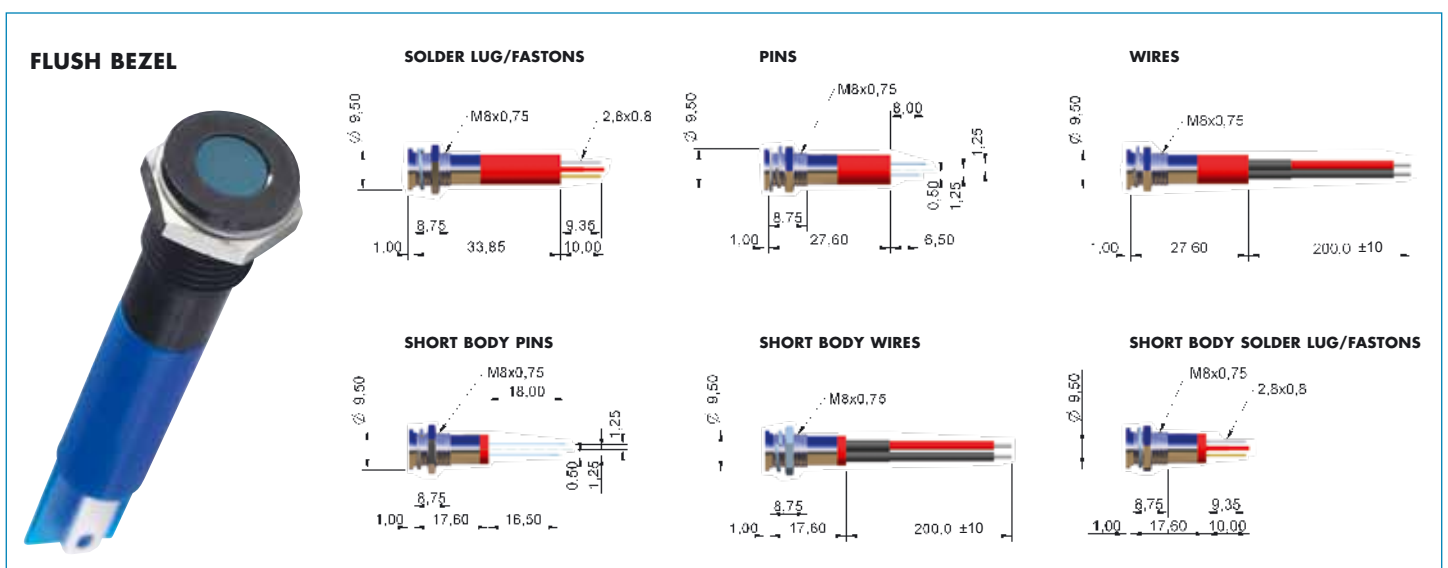 FLUSH BEZEL
SOLDER LUG/FASTONS
Ø 9,50
M8x0,75
2,8x0.8
8,75
9.35
1.00
33,85
10,00
PINS
Ø 9,50
M8x0,75
8.00
1,25
0,50
1,25
8.75
1,00
27.60
6,50
WIRES
Ø 9,50
M8x0,75
1,00
27 60
200.0 ±10
SHORT BODY PINS
Ø 9.50
M8x0,75
18.00
1,25
0.50
1,25
8,75
1,00
17,60
16,50
SHORT BODY WIRES
Ø 9,50
M8x0,75
8.75
1,00
17,60
200,0 ±10
SHORT BODY SOLDER LUG/FASTONS
Ø 9,50
M8x0,75
2,8x0,8
8,75
9,35
1,00
17,60
10,00